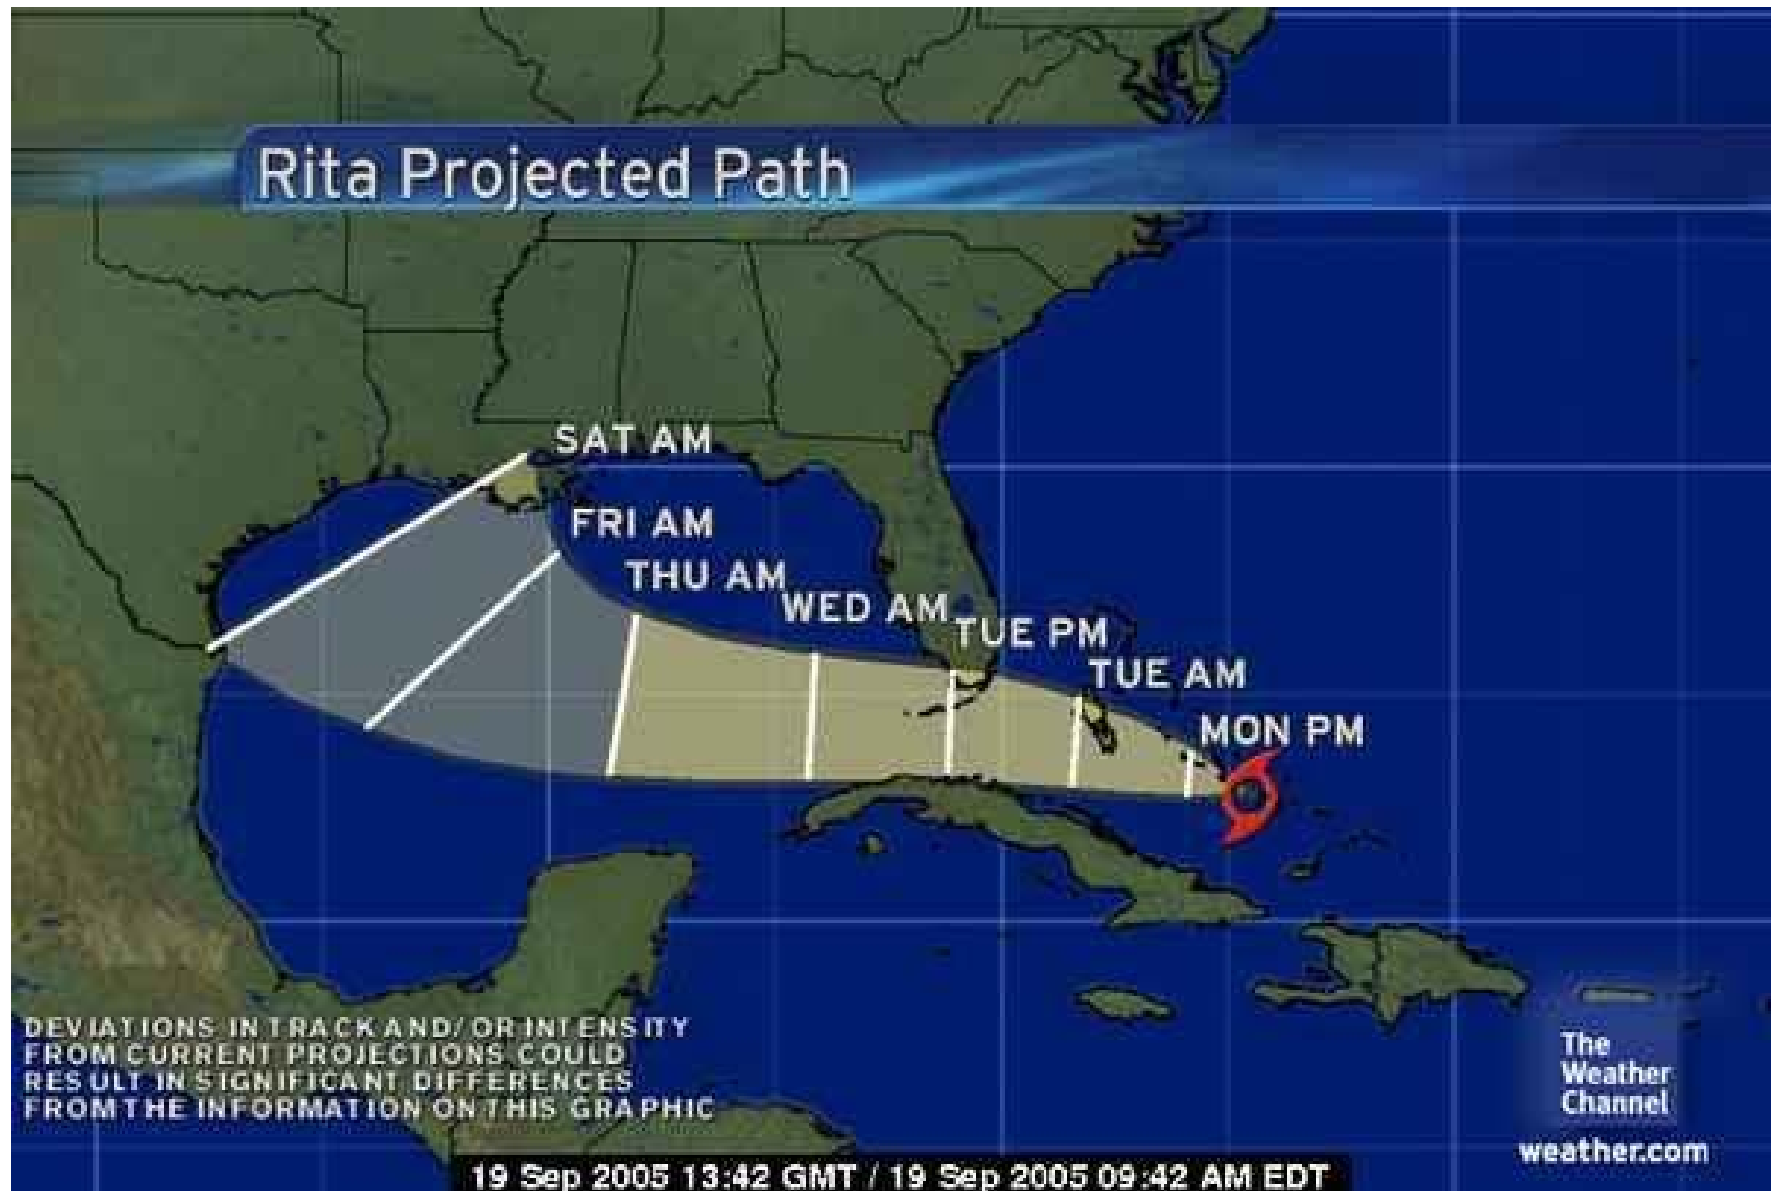 Rita Projected Path
SAT AM
FRI AM
THU AM
WED AM
TUE PM
TUE AM
MON PM
DEVIATIONS IN TRACK AND/OR INTENSITY
FROM CURRENT PROJECTIONS COULD
RESULT IN SIGNIFICANT DIFFERENCES
FROM THE INFORMATION ON THIS GRAPHIC
The
Weather
Channel
weather.com
19 Sep 2005 13:42 GMT / 19 Sep 2005 09:42 AM EDT